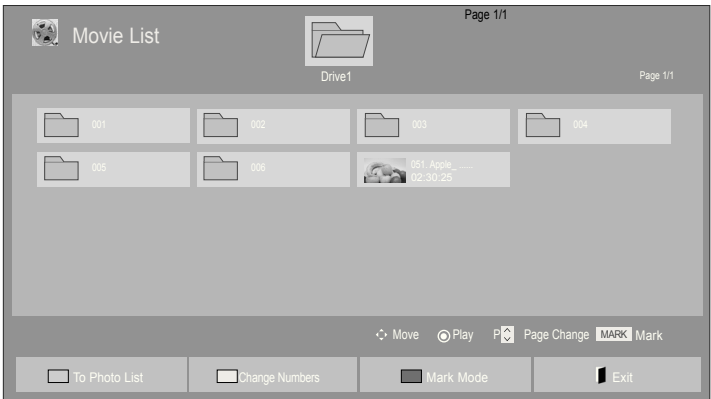 Page 1/1
Movie List
Drive1
Page 1/1
001
002
003
004
005
006
051. Apple_ ......
02:30:25
Move
Play
P
Page Change
MARK
Mark
To Photo List
Change Numbers
Mark Mode
Exit